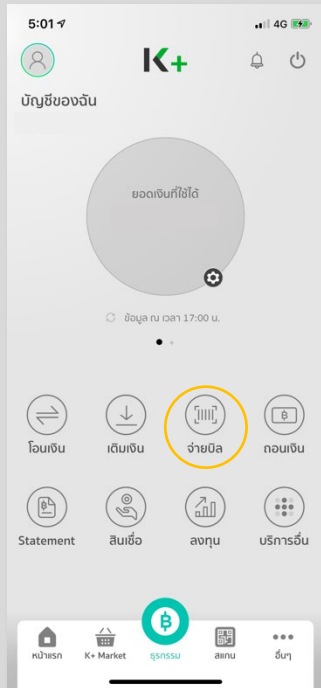 5:01
4G
K+
บัญชีของฉัน
ยอดเงินที่ใช้ได้
ข้อมูล ณ เวลา 17:00 น.
โอนเงิน เติมเงิน จ่ายบิล ถอนเงิน
Statement สินเชื่อ ลงทุน บริการอื่น
หน้าแรก K+ Market ธุรกรรม สแกน อื่นๆ